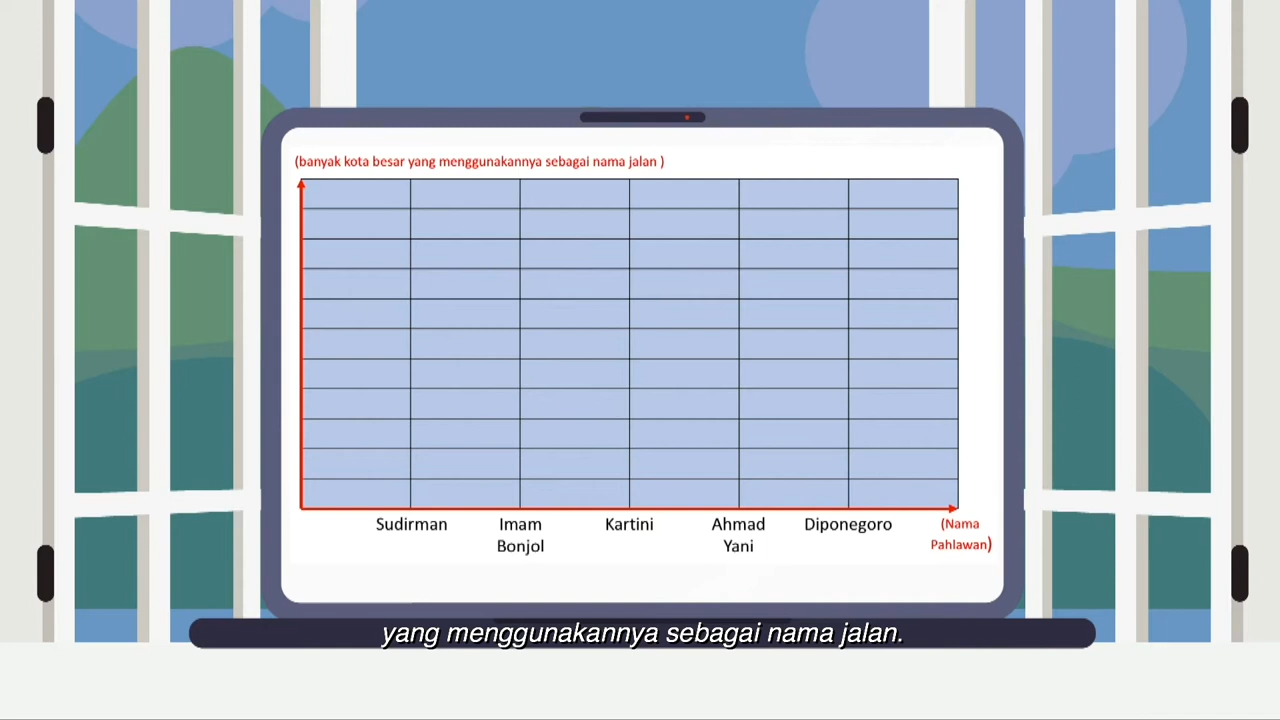 (banyak kota besar yang menggunakannya sebagai nama jalan )
Sudirman
Imam
Bonjol
Kartini
Ahmad
Yani
Diponegoro
(Nama
Pahlawan)
yang menggunakannya sebagai nama jalan.